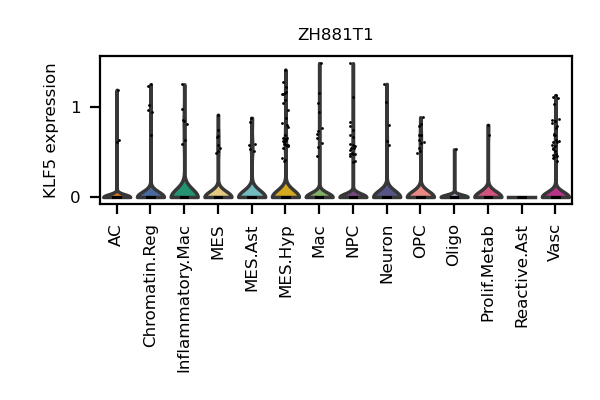 ZH881T1
KLF5 expression
1
0
AC
Chromatin.Reg
Inflammatory.Mac
MES
MES.Ast
MES.Hyp
Mac
NPC
Neuron
OPC
Oligo
Prolif.Metab
Reactive.Ast
Vasc